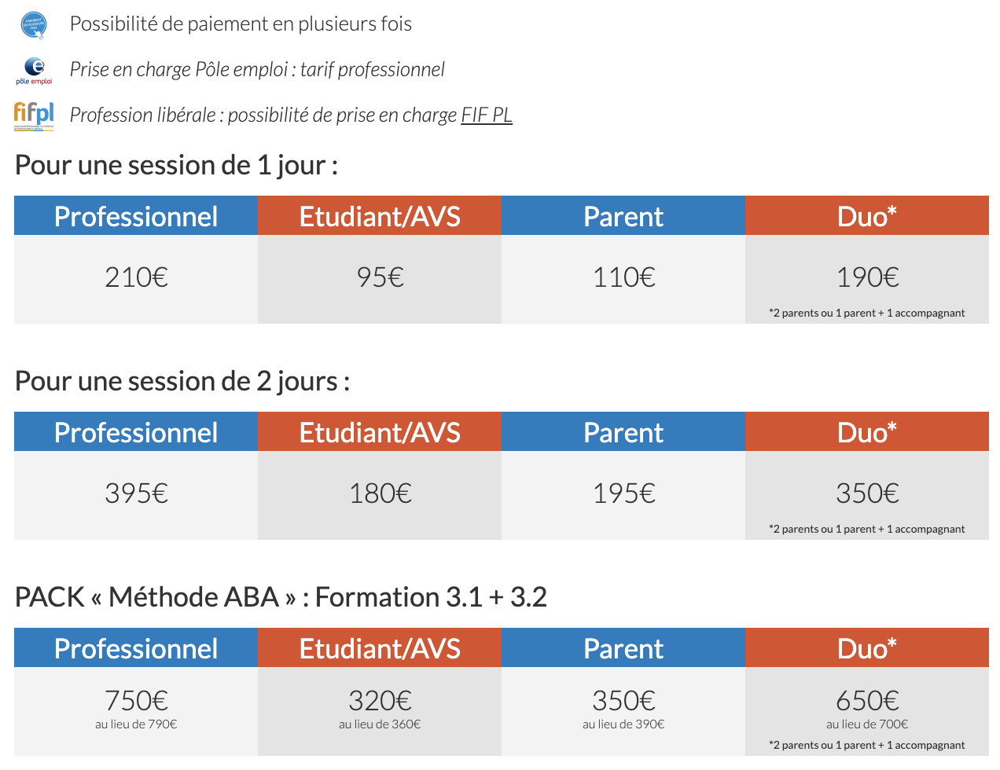 PAIEMENT
EN PLUSIEURS
FOIS
Possibilité de paiement en plusieurs fois
pôle emploi
Prise en charge Pôle emploi : tarif professionnel
fifpl
Profession libérale : possibilité de prise en charge FIF PL
Pour une session de 1 jour :
Professionnel Etudiant/AVS Parent Duo*
210€ 95€ 110€ 190€
*2 parents ou 1 parent + 1 accompagnant
Pour une session de 2 jours :
Professionnel Etudiant/AVS Parent Duo*
395€ 180€ 195€ 350€
*2 parents ou 1 parent + 1 accompagnant
PACK « Méthode ABA » : Formation 3.1 + 3.2
Professionnel Etudiant/AVS Parent Duo*
750€ 320€ 350€ 650€
au lieu de 790€ au lieu de 360€ au lieu de 390€ au lieu de 700€
*2 parents ou 1 parent + 1 accompagnant